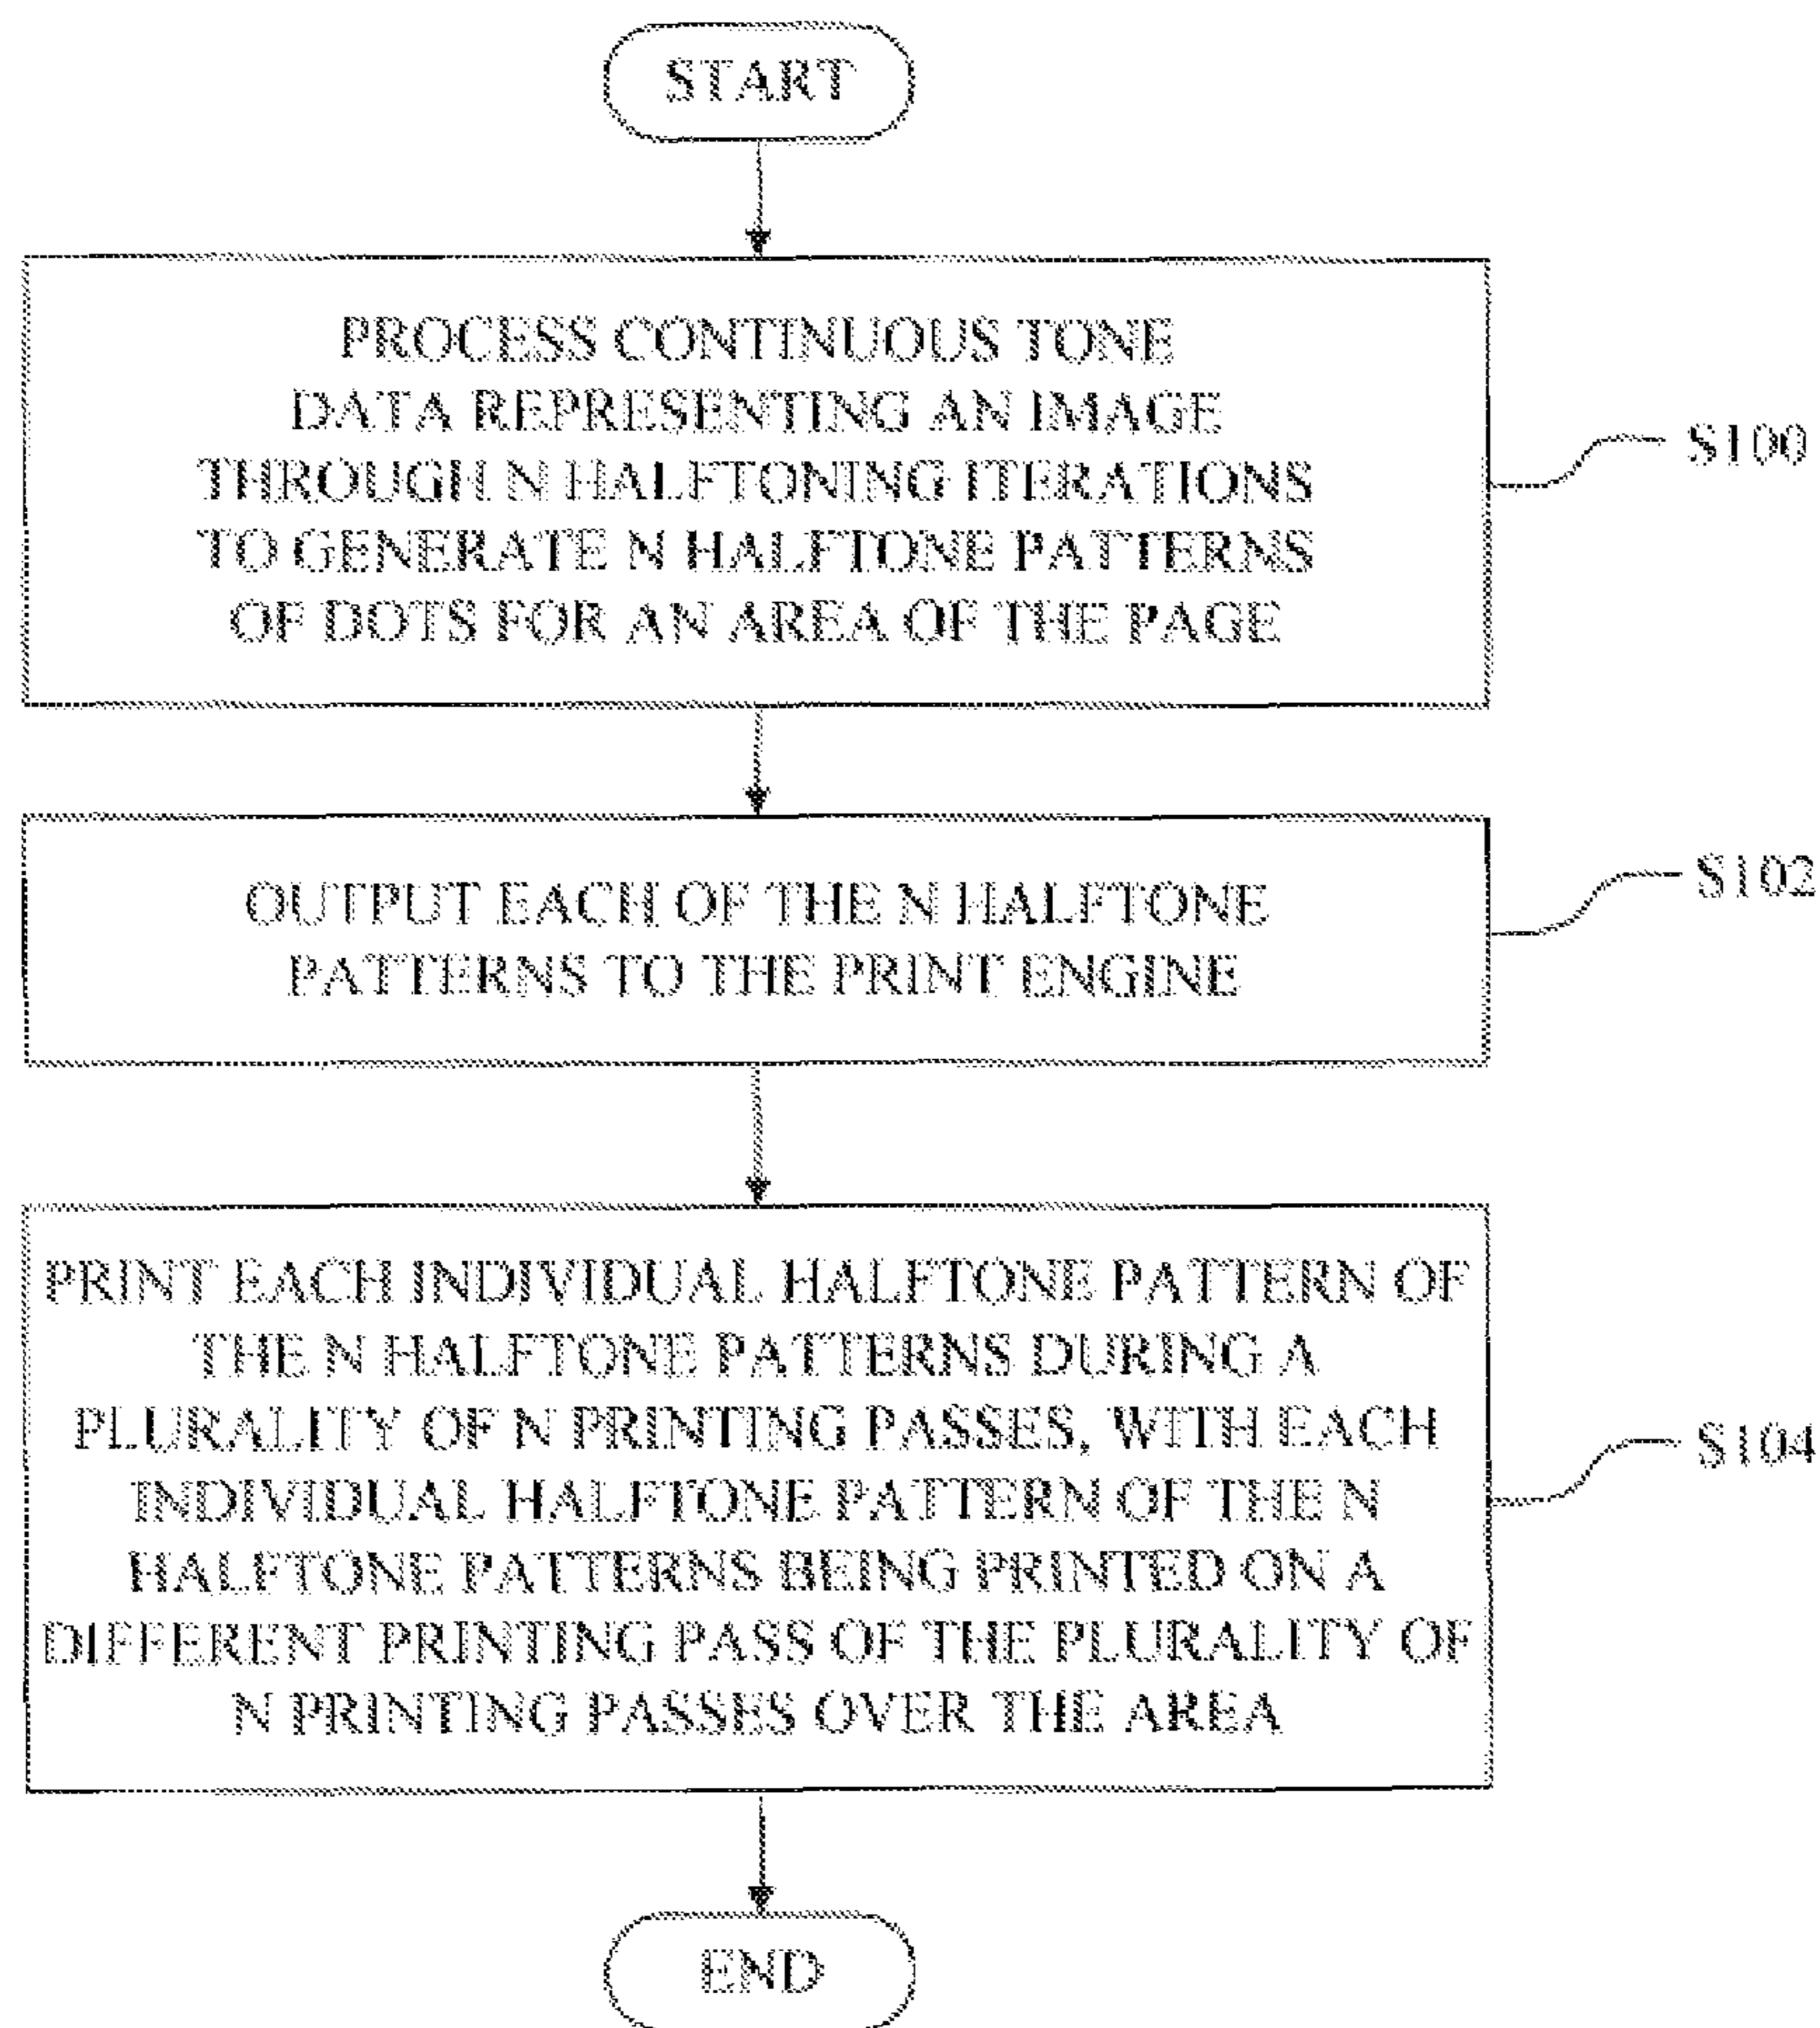 START
PROCESS CONTINUOUS TONE
DATA REPRESENTING AN IMAGE
THROUGH N HALFTONING ITERATIONS
TO GENERATE N HALFTONE PATTERNS
OF DOTS FOR AN AREA OF THE PAGE
S100
OUTPUT EACH OF THE N HALFTONE
PATTERNS TO THE PRINT ENGINE
S102
PRINT EACH INDIVIDUAL HALFTONE PATTERN OF
THE N HALFTONE PATTERNS DURING A
PLURALITY OF N PRINTING PASSES, WITH EACH
INDIVIDUAL HALFTONE PATTERN OF THE N
HALFTONE PATTERNS BEING PRINTED ON A
DIFFERENT PRINTING PASS OF THE PLURALITY OF
N PRINTING PASSES OVER THE AREA
S104
END